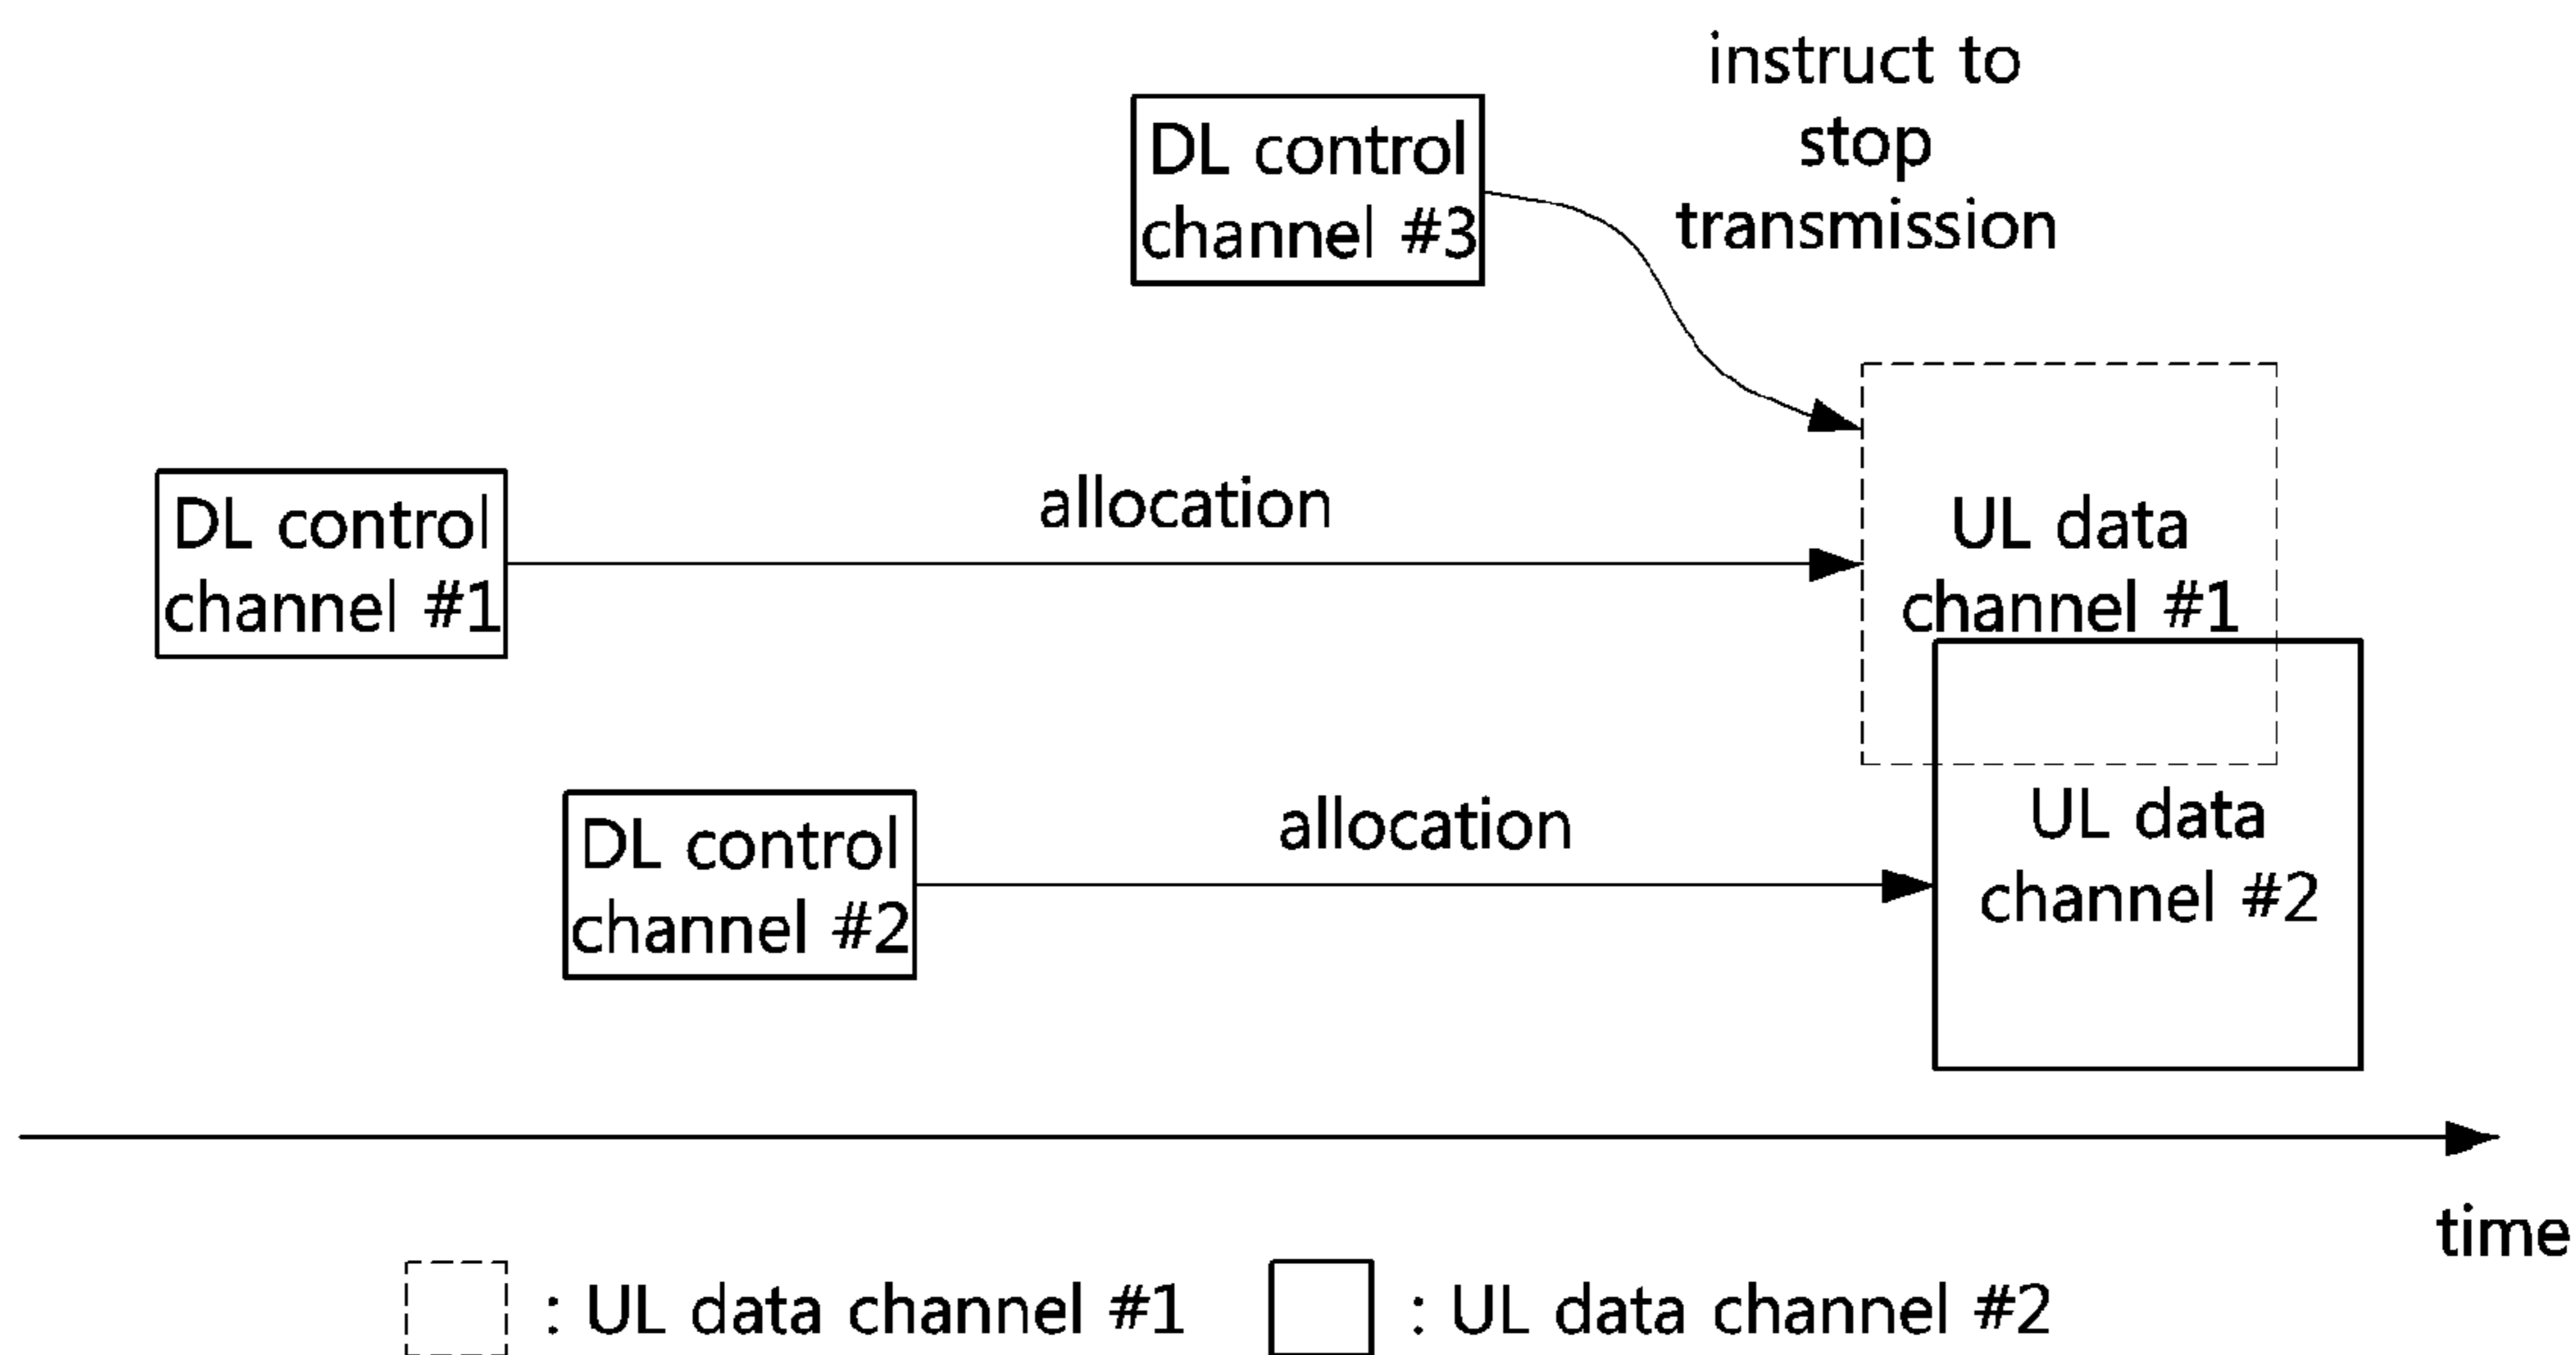 instruct to
stop
transmission
DL control
channel #3
allocation
DL control
channel #1
UL data
channel #1
allocation
DL control
channel #2
UL data
channel #2
time
: UL data channel #1
: UL data channel #2